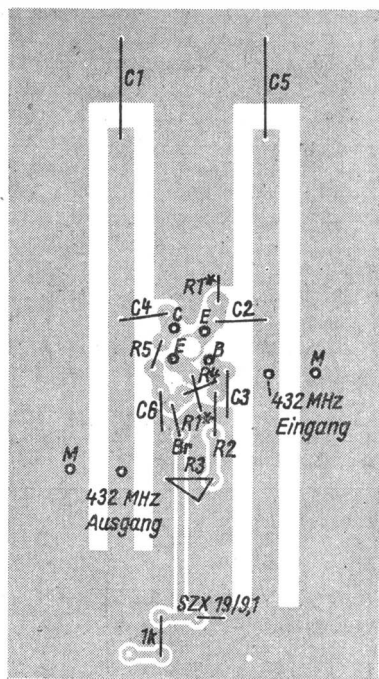 C1
C5
R1*
C4
C2
C
E
R5
E
B
R4
M
C6
R1*
C3
432 MHz
Eingang
Br
R2
R3
M
432 MHz
Ausgang
SZX 19/9,1
1k